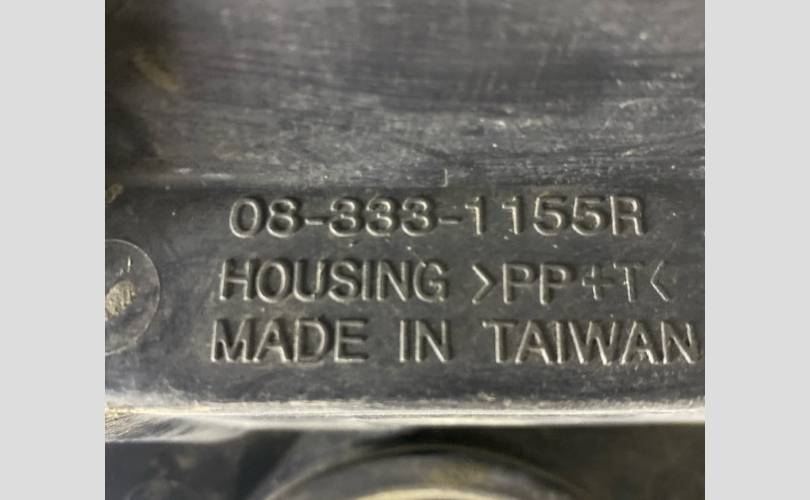 08-333-1155R
HOUSING >PP+T<
MADE IN TAIWAN